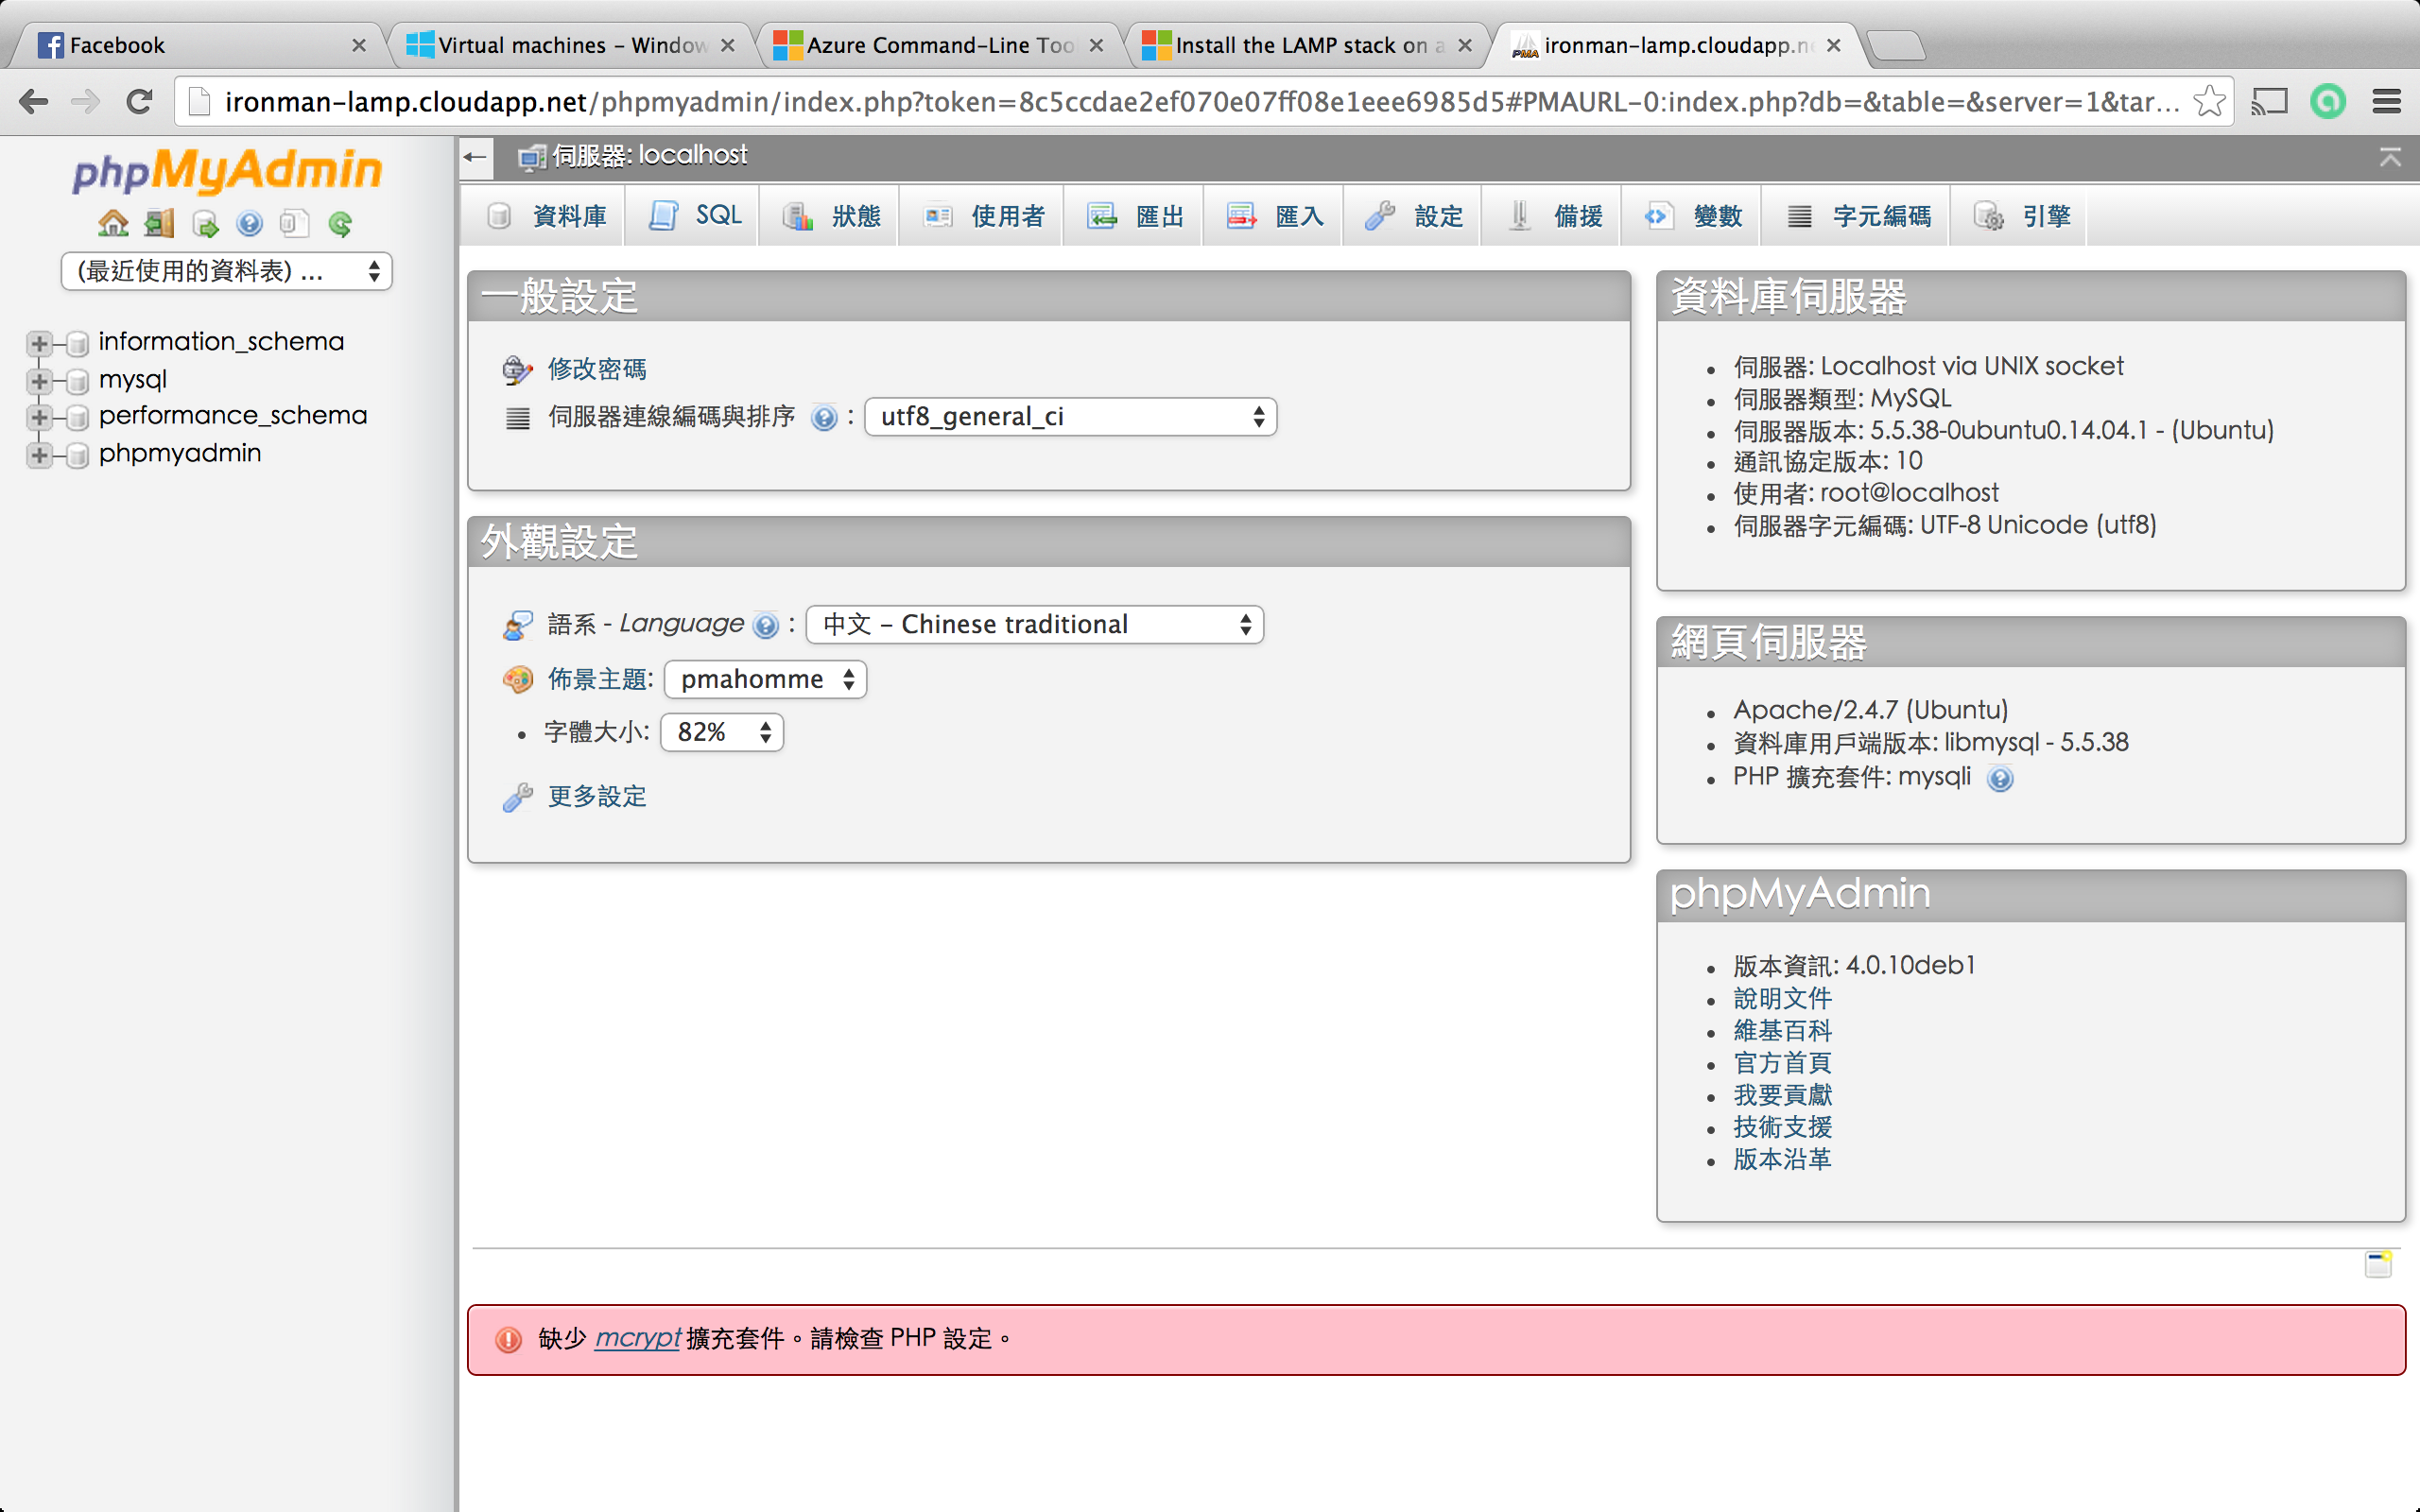 Facebook
Virtual machines - Window
Azure Command-Line Too
Install the LAMP stack on a
ironman-lamp.cloudapp.ne
ironman-lamp.cloudapp.net/phpmyadmin/index.php?token=8c5ccdae2ef070e07ff08e1eee6985d5#PMAURL-0:index.php?db=&table=&server=1&tar...
phpMyAdmin
(最近使用的資料表) ...
information_schema
mysql
performance_schema
phpmyadmin
伺服器: localhost
資料庫 SQL 狀態 使用者 匯出 匯入 設定 備援 變數 字元編碼 引擎
一般設定
修改密碼
伺服器連線編碼與排序 : utf8_general_ci
外觀設定
語系 - Language : 中文 - Chinese traditional
佈景主題: pmahomme
字體大小: 82%
更多設定
資料庫伺服器
伺服器: Localhost via UNIX socket
伺服器類型: MySQL
伺服器版本: 5.5.38-0ubuntu0.14.04.1 - (Ubuntu)
通訊協定版本: 10
使用者: root@localhost
伺服器字元編碼: UTF-8 Unicode (utf8)
網頁伺服器
Apache/2.4.7 (Ubuntu)
資料庫用戶端版本: libmysql - 5.5.38
PHP 擴充套件: mysqli
phpMyAdmin
版本資訊: 4.0.10deb1
說明文件
維基百科
官方首頁
我要貢獻
技術支援
版本沿革
缺少 mcrypt 擴充套件。請檢查 PHP 設定。